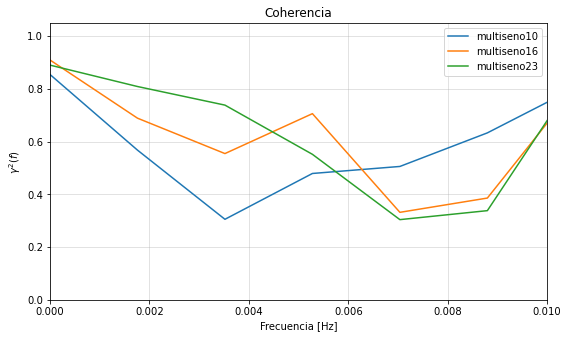 Coherencia
multiseno10
multiseno16
multiseno23
γ²(f)
1.0
0.8
0.6
0.4
0.2
0.0
0.000
0.002
0.004
0.006
0.008
0.010
Frecuencia [Hz]